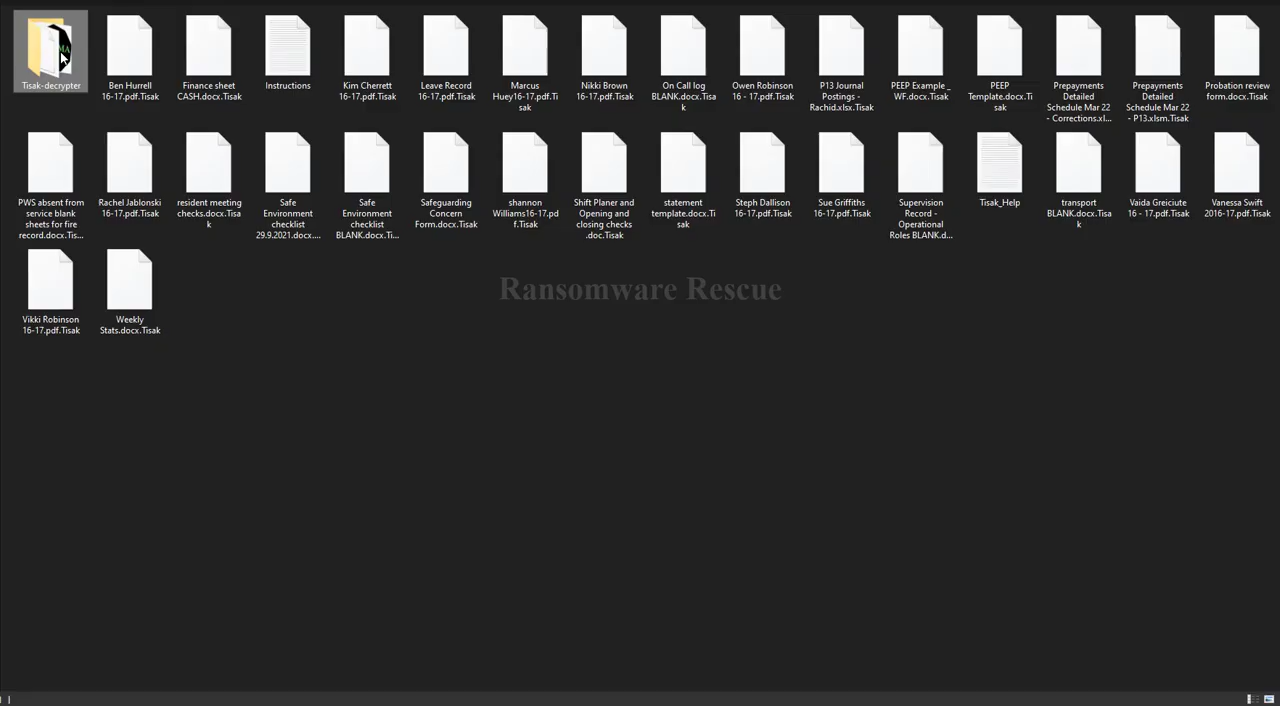 Tisak-decrypter
Ben Hurrell
16-17.pdf.Tisak
Finance sheet
CASH.docx.Tisak
Instructions
Kim Cherrett
16-17.pdf.Tisak
Leave Record
16-17.pdf.Tisak
Marcus
Huey16-17.pdf.Ti
sak
Nikki Brown
16-17.pdf.Tisak
On Call log
BLANK.docx.Tisa
k
Owen Robinson
16 - 17.pdf.Tisak
P13 Journal
Postings -
Rachid.xlsx.Tisak
PEEP Example _
WF.docx.Tisak
PEEP
Template.docx.Ti
sak
Prepayments
Detailed
Schedule Mar 22
- Corrections.xl...
Prepayments
Detailed
Schedule Mar 22
- P13.xlsm.Tisak
Probation review
form.docx.Tisak
PWS absent from
service blank
sheets for fire
record.docx.Tis...
Rachel Jablonski
16-17.pdf.Tisak
resident meeting
checks.docx.Tisa
k
Safe
Environment
checklist
29.9.2021.docx....
Safe
Environment
checklist
BLANK.docx.Ti...
Safeguarding
Concern
Form.docx.Tisak
shannon
Williams16-17.pd
f.Tisak
Shift Planer and
Opening and
closing checks
.doc.Tisak
statement
template.docx.Ti
sak
Steph Dallison
16-17.pdf.Tisak
Sue Griffiths
16-17.pdf.Tisak
Supervision
Record -
Operational
Roles BLANK.d...
Tisak_Help
transport
BLANK.docx.Tisa
k
Vaida Greiciute
16 - 17.pdf.Tisak
Vanessa Swift
2016-17.pdf.Tisak
Vikki Robinson
16-17.pdf.Tisak
Weekly
Stats.docx.Tisak
Ransomware Rescue